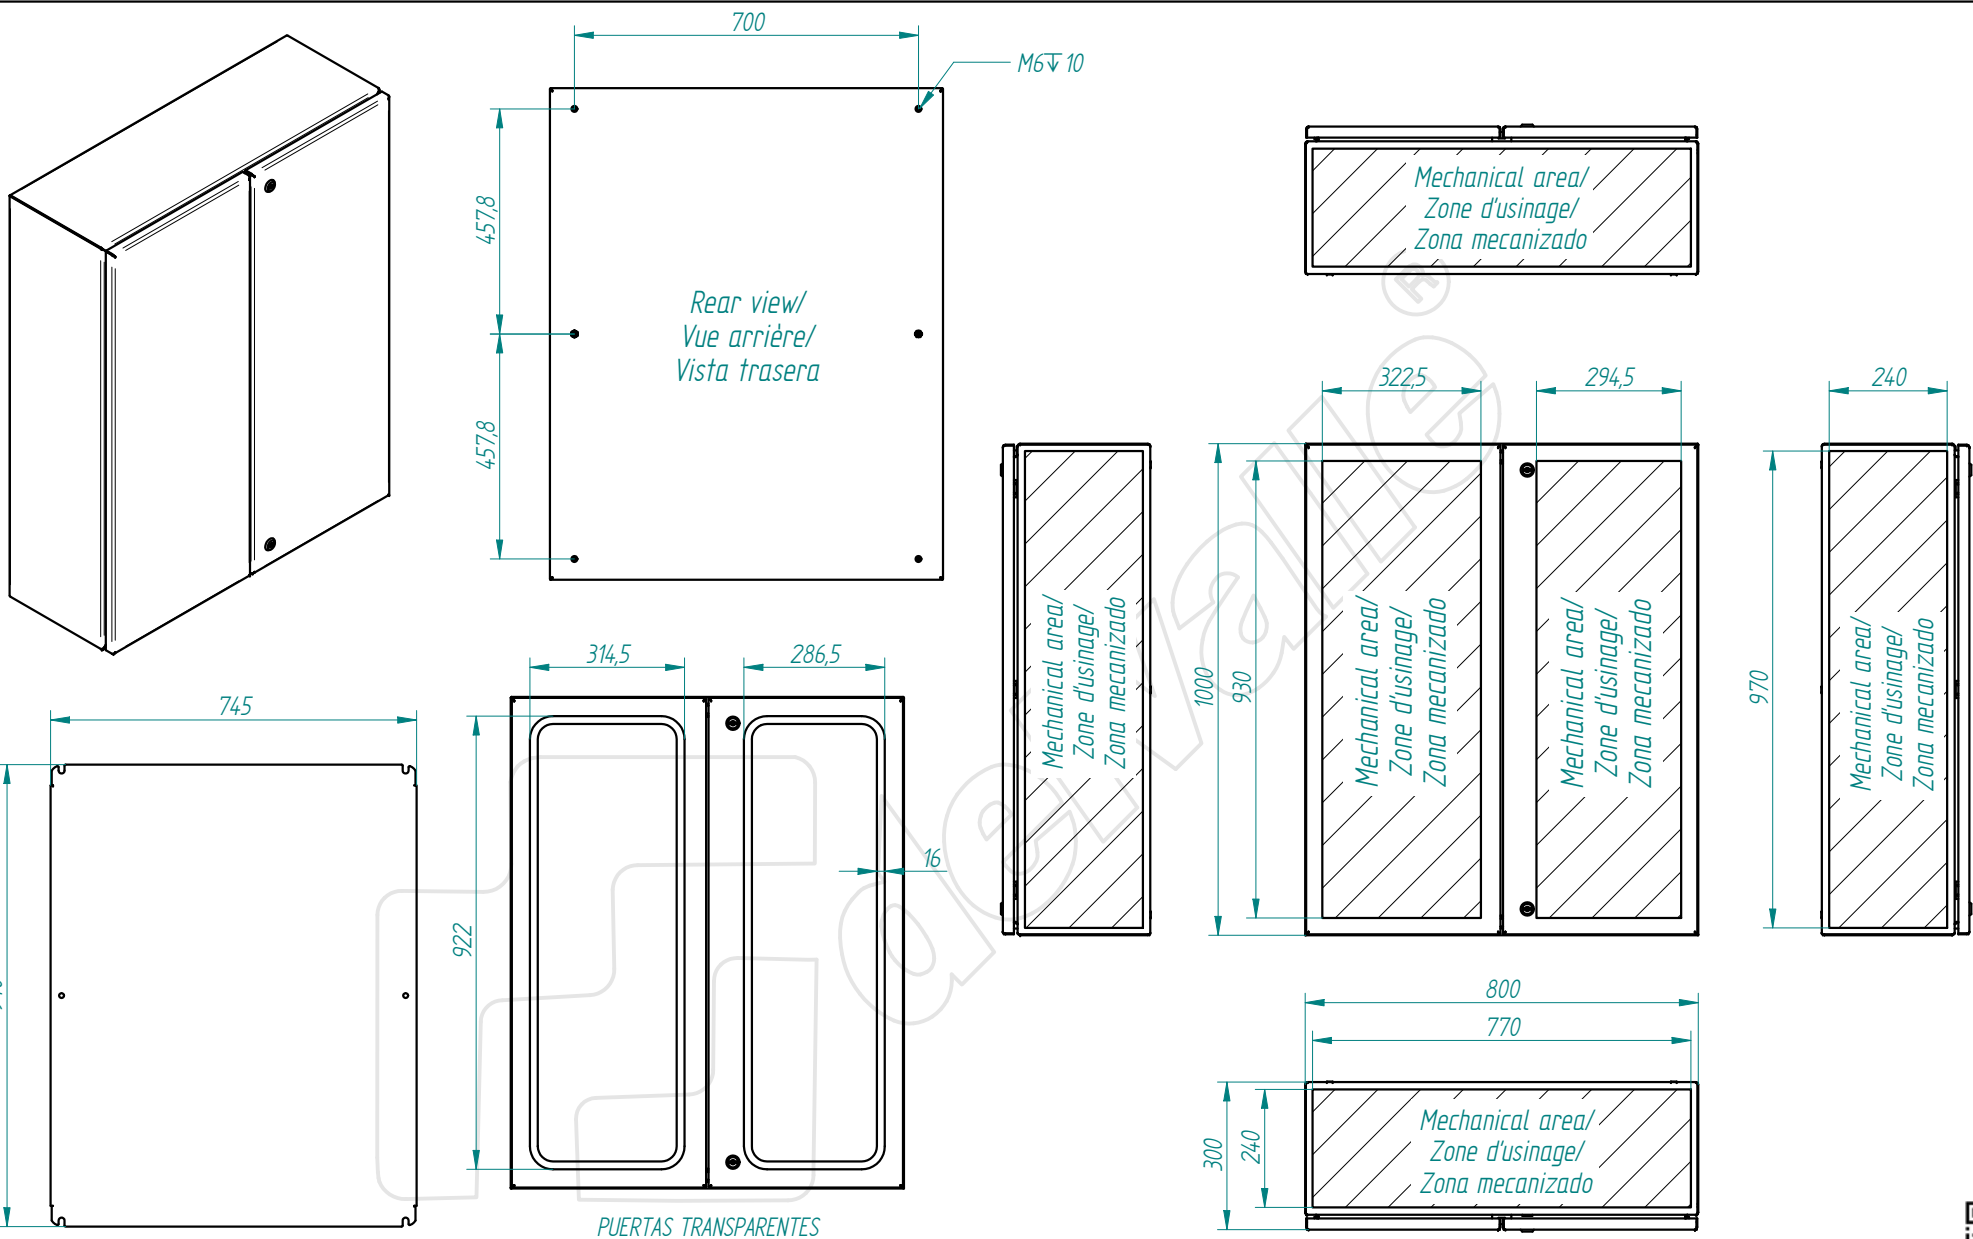 700
M6↧10
457,8
457,8
Rear view/
Vue arrière/
Vista trasera
Mechanical area/
Zone d'usinage/
Zona mecanizado
®
delvalle
322,5
294,5
240
1000
930
970
Mechanical area/
Zone d'usinage/
Zona mecanizado
Mechanical area/
Zone d'usinage/
Zona mecanizado
Mechanical area/
Zone d'usinage/
Zona mecanizado
Mechanical area/
Zone d'usinage/
Zona mecanizado
745
314,5
286,5
922
16
PUERTAS TRANSPARENTES
800
770
300
240
Mechanical area/
Zone d'usinage/
Zona mecanizado